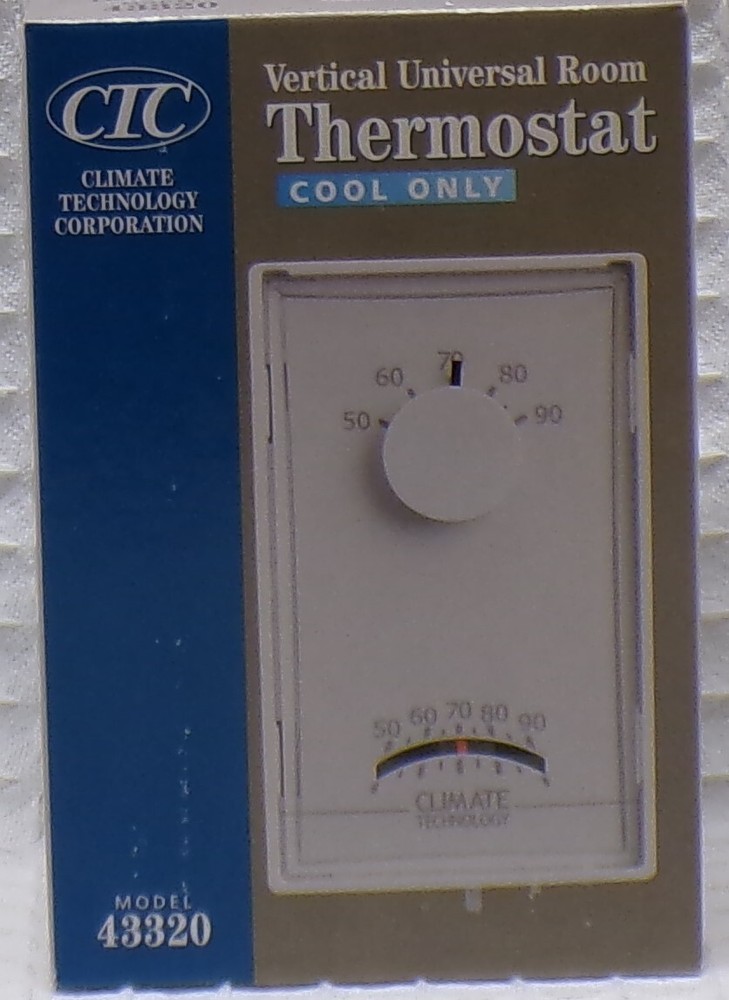 43320
CTC
CLIMATE
TECHNOLOGY
CORPORATION
Vertical Universal Room
Thermostat
COOL ONLY
50 60 70 80 90
50 60 70 80 90
CLIMATE
TECHNOLOGY
MODEL
43320